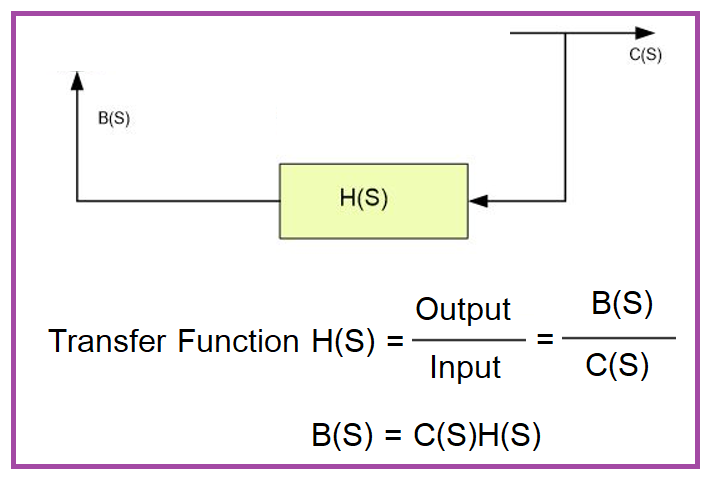 C(S)
B(S)
H(S)
Transfer Function H(S) = Output / Input = B(S) / C(S)
B(S) = C(S)H(S)